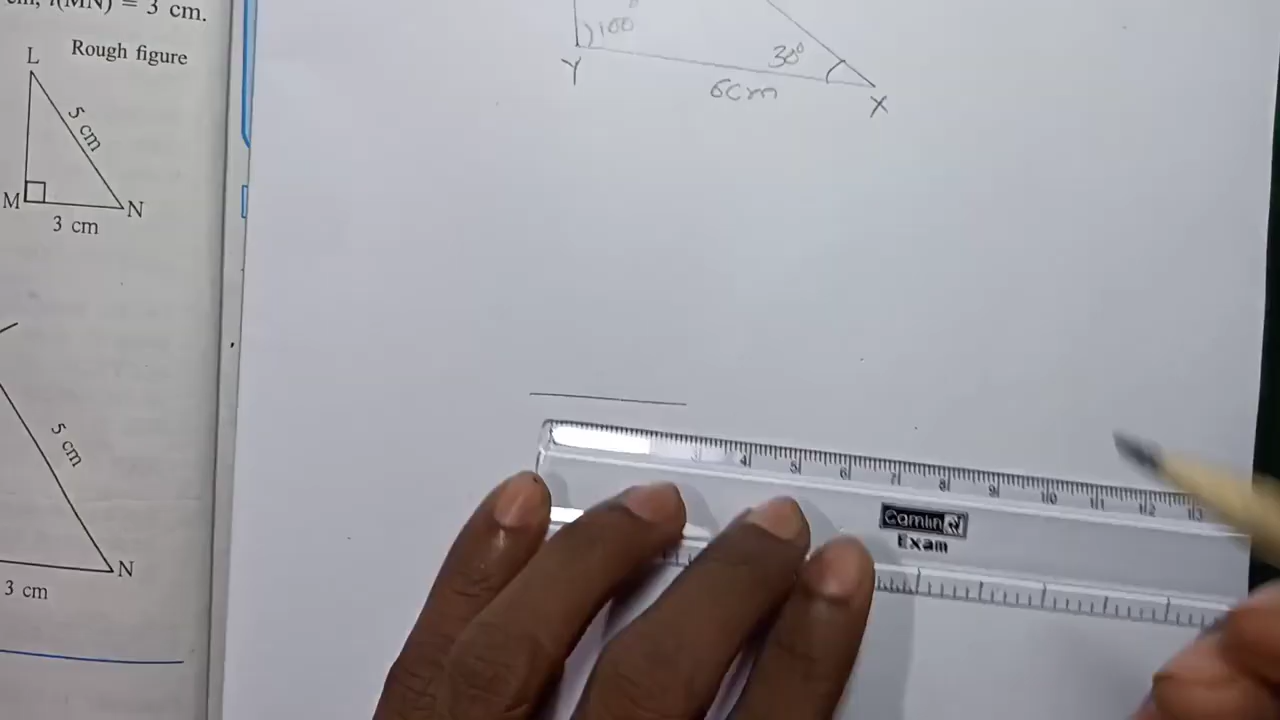 cm, l(MN) = 3 cm.
Rough figure
L
5 cm
M
N
3 cm
5 cm
N
3 cm
100°
30°
Y
6cm
X
3 4 5 6 7 8 9 10 11 12 13
Camlin
Exam